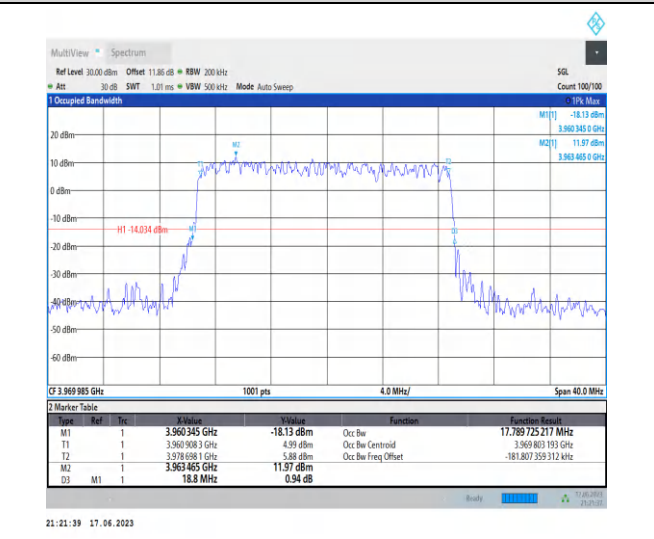 MultiView Spectrum
Ref Level 30.00 dBm Offset 11.86 dB RBW 200 kHz SGL
Att 30 dB SWT 1.01 ms VBW 500 kHz Mode Auto Sweep Count 100/100
1 Occupied Bandwidth 1Pk Max
M1[1] -18.13 dBm
3.960 345 0 GHz
M2[1] 11.97 dBm
3.963 465 0 GHz
20 dBm
M2
T1
T2
10 dBm
0 dBm
-10 dBm
H1 -14.034 dBm
M1
D3
-20 dBm
-30 dBm
-40 dBm
-50 dBm
-60 dBm
CF 3.969 985 GHz 1001 pts 4.0 MHz/ Span 40.0 MHz
2 Marker Table
Type Ref Trc X-Value Y-Value Function Function Result
M1 1 3.960345 GHz -18.13 dBm Occ Bw 17.789 725 217 MHz
T1 1 3.960 908 3 GHz 4.99 dBm Occ Bw Centroid 3.969 803 193 GHz
T2 1 3.978 698 1 GHz 5.88 dBm Occ Bw Freq Offset -181.807 359 312 kHz
M2 1 3.963465 GHz 11.97 dBm
D3 M1 1 18.8 MHz 0.94 dB
Ready
21:21:39 17.06.2023